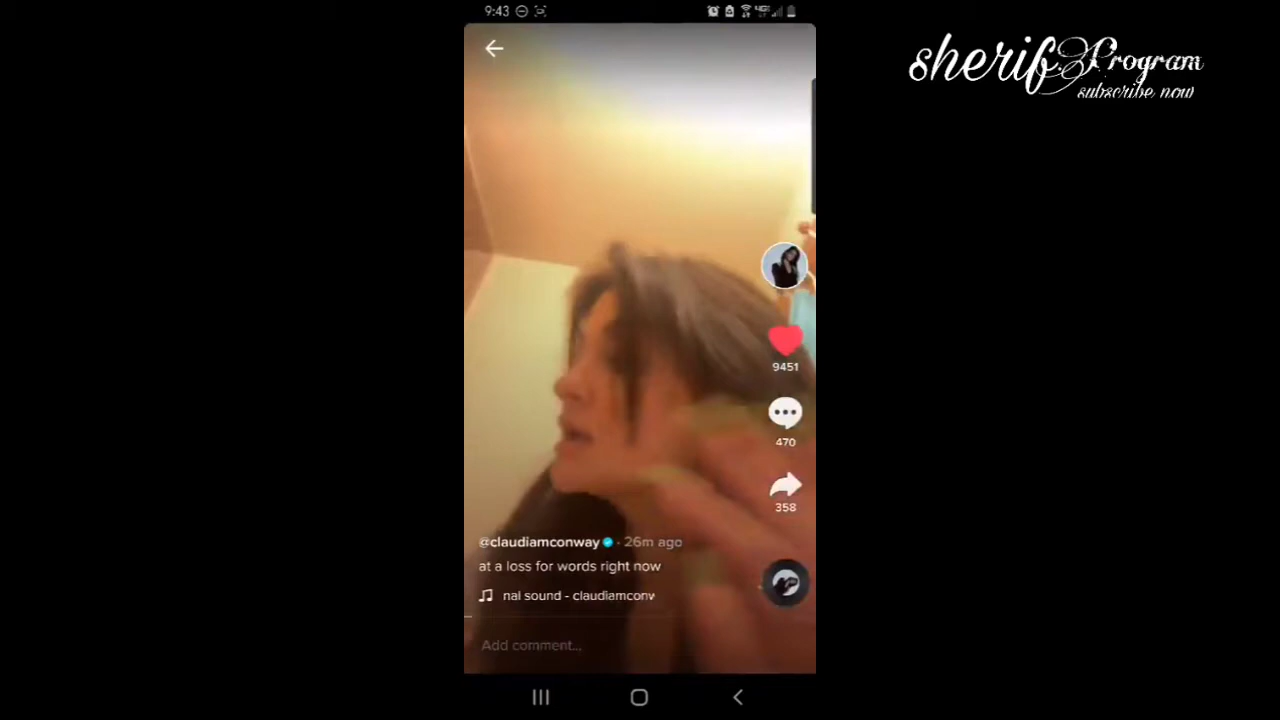 9:43
sherif Program
subscribe now
9451
470
358
@claudiamconway · 26m ago
at a loss for words right now
nal sound - claudiamconv
Add comment...